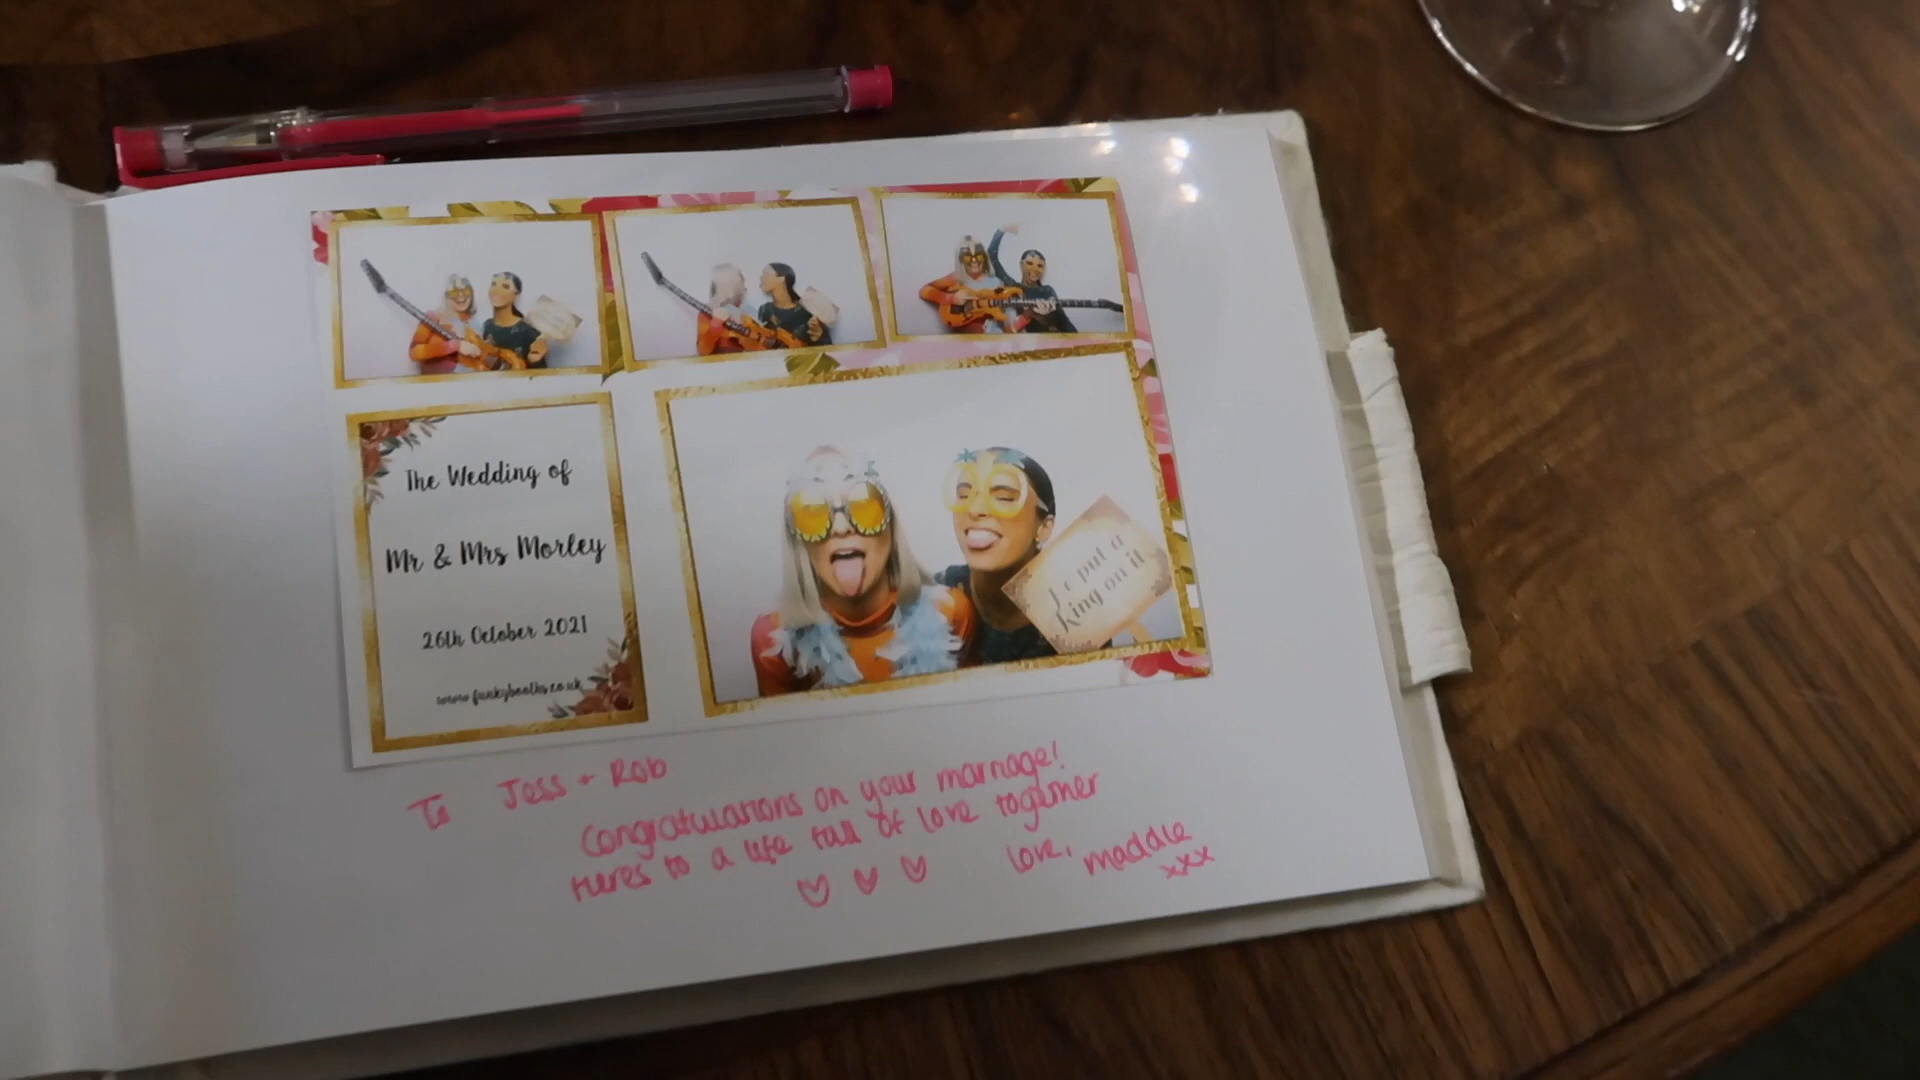 The Wedding of
Mr & Mrs Morley
26th October 2021
www.funkybooths.co.uk
put a
Ring on it
To Jess + Rob
Congratulations on your marriage!
Heres to a life full of love together
Love, Maddie
xxx